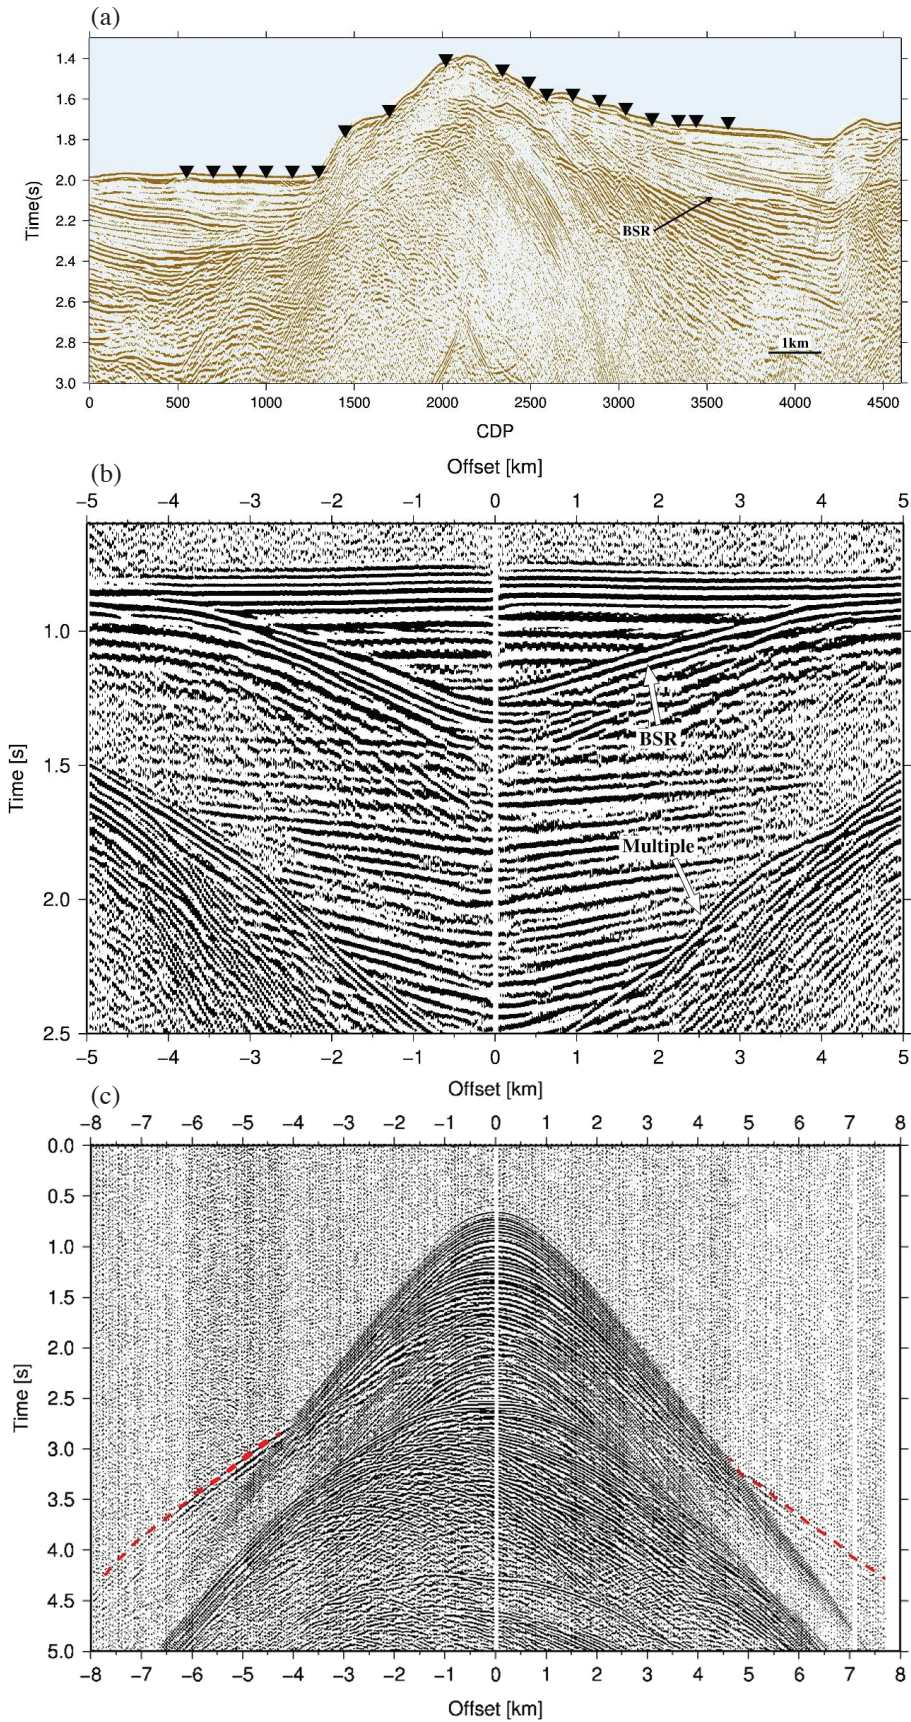 (a)
1.4
1.6
1.8
2.0
2.2
2.4
2.6
2.8
3.0
Time(s)
BSR
1km
0 500 1000 1500 2000 2500 3000 3500 4000 4500
CDP
(b)
Offset [km]
−5 −4 −3 −2 −1 0 1 2 3 4 5
1.0
1.5
2.0
2.5
Time [s]
BSR
Multiple
−5 −4 −3 −2 −1 0 1 2 3 4 5
Offset [km]
(c)
−8 −7 −6 −5 −4 −3 −2 −1 0 1 2 3 4 5 6 7 8
0.0
0.5
1.0
1.5
2.0
2.5
3.0
3.5
4.0
4.5
5.0
Time [s]
−8 −7 −6 −5 −4 −3 −2 −1 0 1 2 3 4 5 6 7 8
Offset [km]